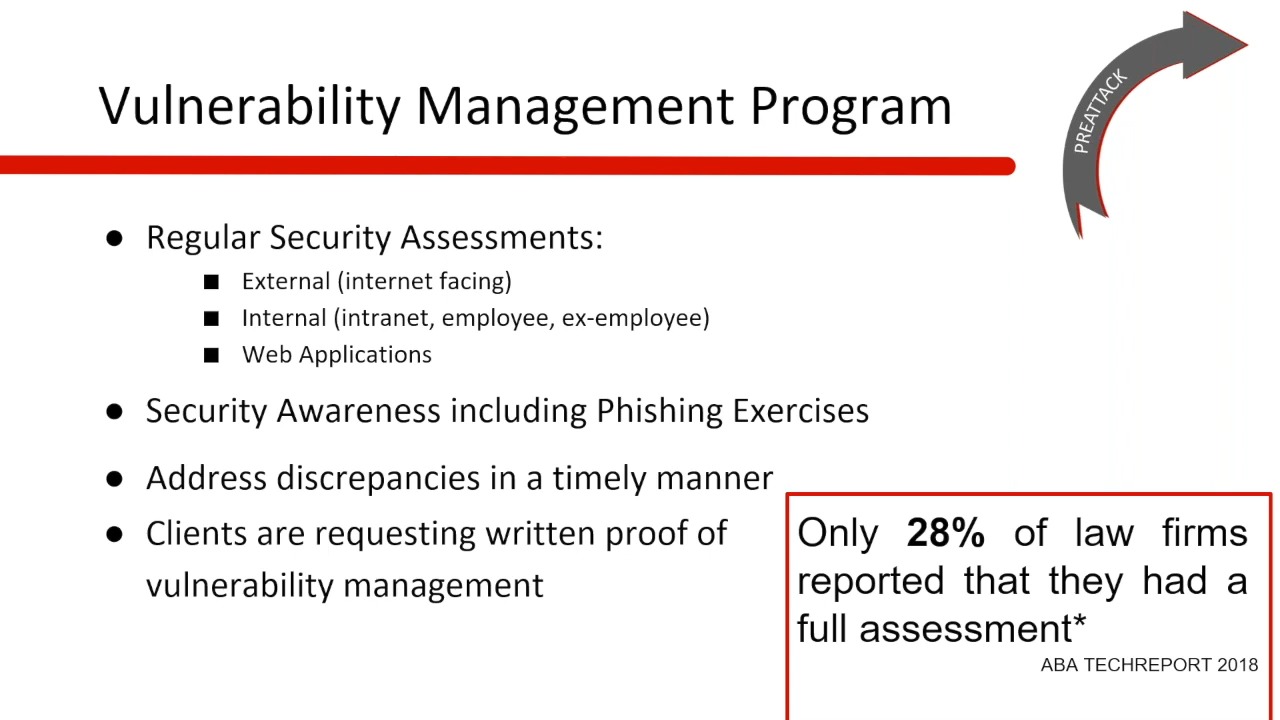 Vulnerability Management Program
PREATTACK
● Regular Security Assessments:
■ External (internet facing)
■ Internal (intranet, employee, ex-employee)
■ Web Applications
● Security Awareness including Phishing Exercises
● Address discrepancies in a timely manner
● Clients are requesting written proof of
vulnerability management
Only 28% of law firms
reported that they had a
full assessment*
ABA TECHREPORT 2018